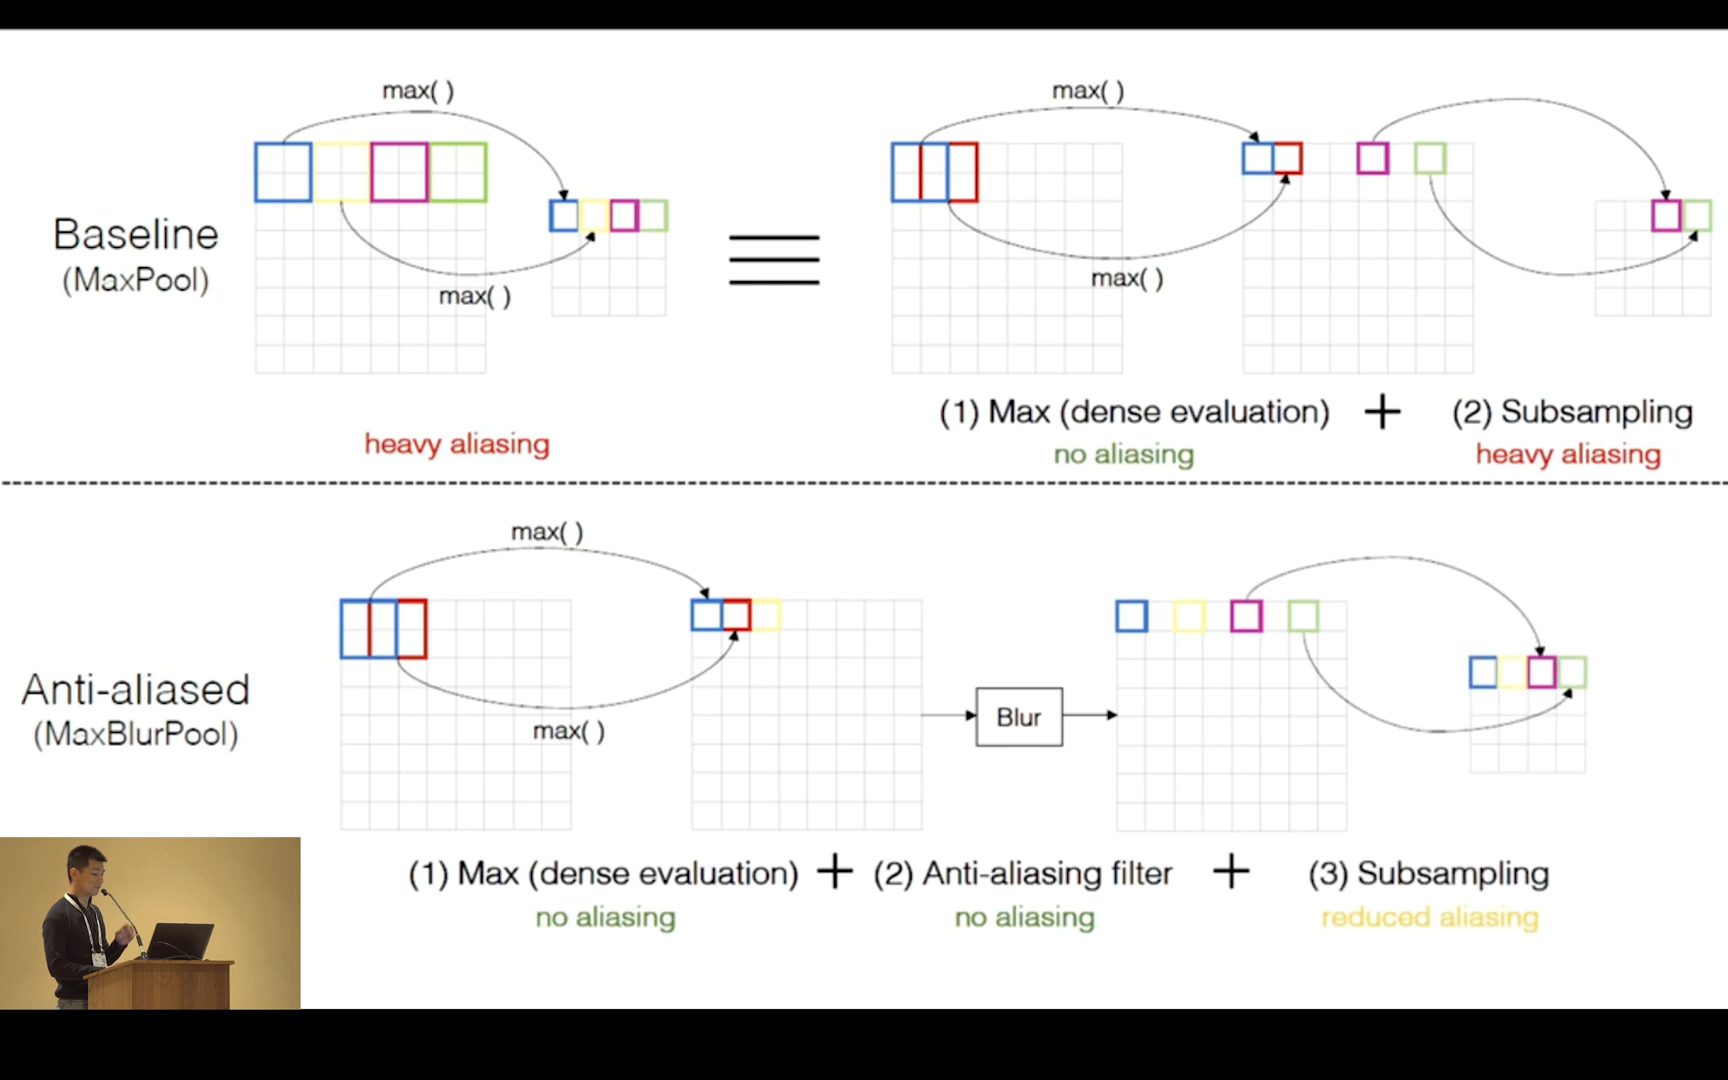 max( )
max( )
Baseline
(MaxPool)
max( )
max( )
(1) Max (dense evaluation) + (2) Subsampling
heavy aliasing
no aliasing
heavy aliasing
max( )
Anti-aliased
(MaxBlurPool)
max( )
Blur
(1) Max (dense evaluation) + (2) Anti-aliasing filter + (3) Subsampling
no aliasing
no aliasing
reduced aliasing